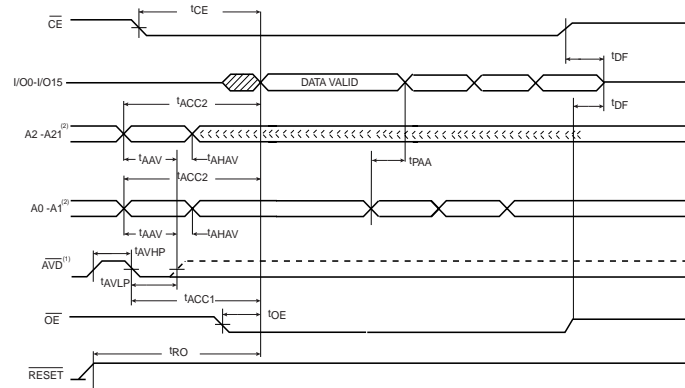 CE
tCE
tDF
I/O0-I/O15
DATA VALID
tACC2
tDF
A2 -A21(2)
tAAV
tAHAV
tPAA
tACC2
A0 -A1(2)
tAAV
tAHAV
tAVHP
AVD(1)
tAVLP
tACC1
tOE
OE
tRO
RESET